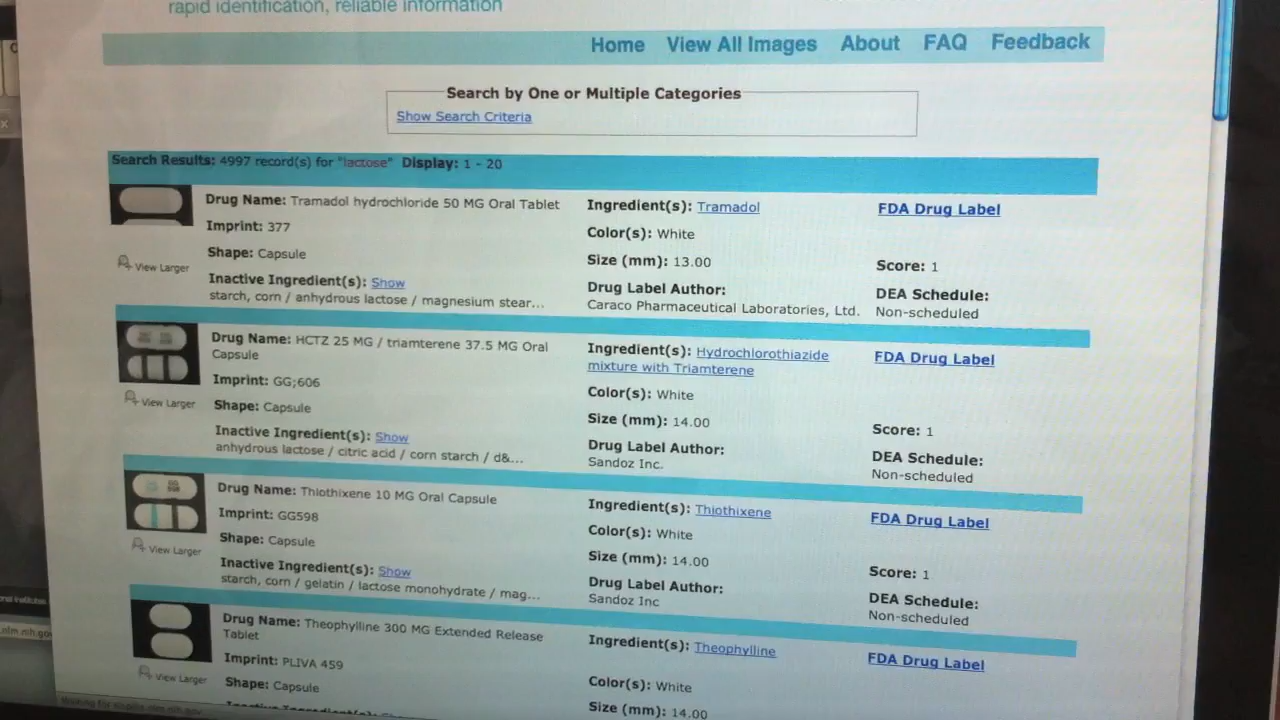 rapid identification, reliable information
Home View All Images About FAQ Feedback
Search by One or Multiple Categories
Show Search Criteria
Search Results: 4997 record(s) for "lactose" Display: 1 - 20
Drug Name: Tramadol hydrochloride 50 MG Oral Tablet
Imprint: 377
Shape: Capsule
View Larger
Inactive Ingredient(s): Show
starch, corn / anhydrous lactose / magnesium stear...
Ingredient(s): Tramadol
Color(s): White
Size (mm): 13.00
Drug Label Author:
Caraco Pharmaceutical Laboratories, Ltd.
FDA Drug Label
Score: 1
DEA Schedule:
Non-scheduled
Drug Name: HCTZ 25 MG / triamterene 37.5 MG Oral
Capsule
Imprint: GG;606
View Larger
Shape: Capsule
Inactive Ingredient(s): Show
anhydrous lactose / citric acid / corn starch / d&...
Ingredient(s): Hydrochlorothiazide
mixture with Triamterene
Color(s): White
Size (mm): 14.00
Drug Label Author:
Sandoz Inc.
FDA Drug Label
Score: 1
DEA Schedule:
Non-scheduled
Drug Name: Thiothixene 10 MG Oral Capsule
Imprint: GG598
Shape: Capsule
View Larger
Inactive Ingredient(s): Show
starch, corn / gelatin / lactose monohydrate / mag...
Ingredient(s): Thiothixene
Color(s): White
Size (mm): 14.00
Drug Label Author:
Sandoz Inc
FDA Drug Label
Score: 1
DEA Schedule:
Non-scheduled
Drug Name: Theophylline 300 MG Extended Release
Tablet
Imprint: PLIVA 459
View Larger
Shape: Capsule
Ingredient(s): Theophylline
Color(s): White
Size (mm): 14.00
FDA Drug Label